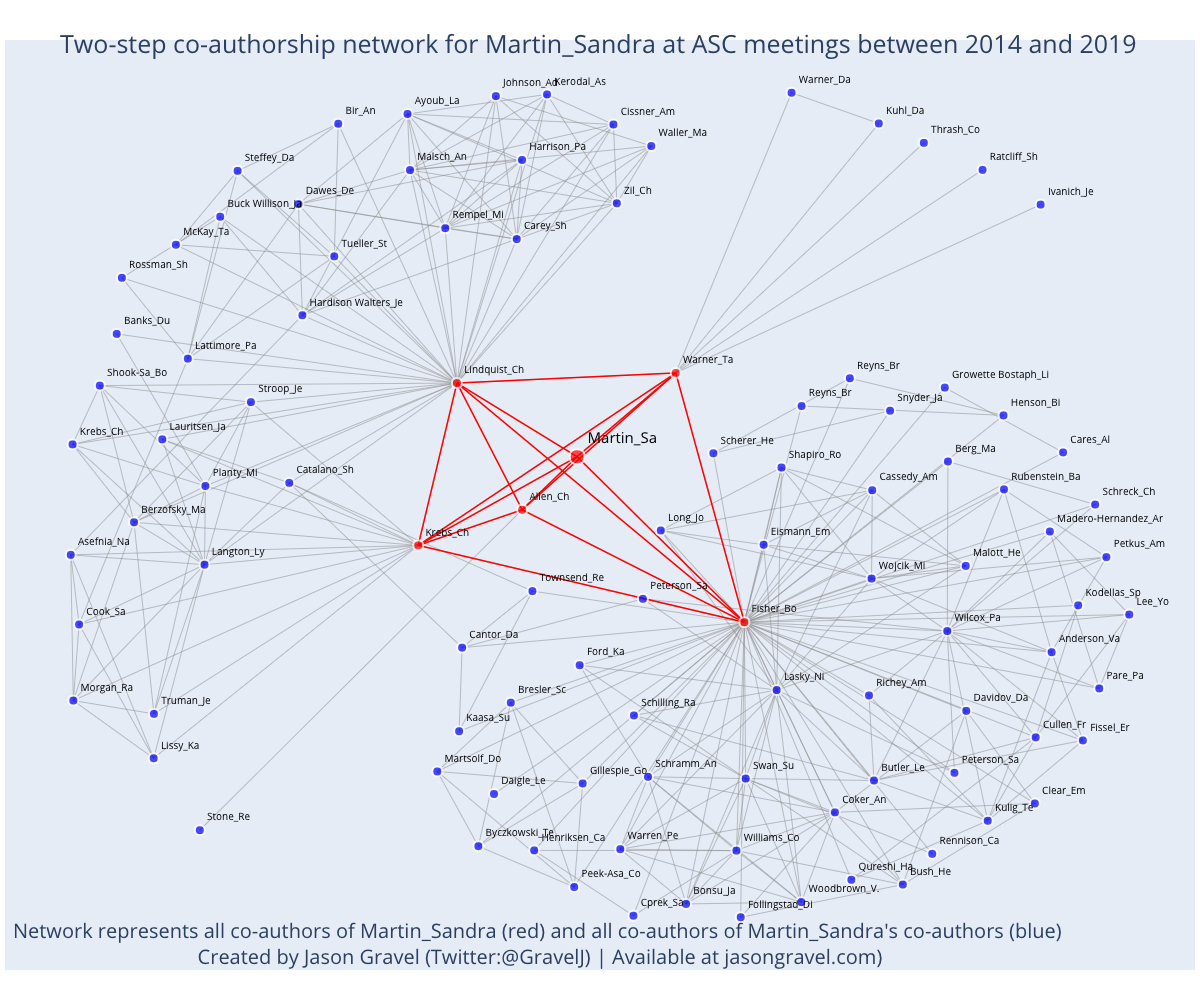 Two-step co-authorship network for Martin_Sandra at ASC meetings between 2014 and 2019
Warner_Da
Johnson_Ad
Kerodal_As
Ayoub_La
Bir_An
Cissner_Am
Kuhl_Da
Thrash_Co
Waller_Ma
Harrison_Pa
Maisch_An
Ratcliff_Sh
Steffey_Da
Dawes_De
Zil_Ch
Ivanich_Je
Buck Willison_Ja
Rempel_Mi
Carey_Sh
McKay_Ta
Tueller_St
Rossman_Sh
Hardison Walters_Je
Banks_Du
Lattimore_Pa
Warner_Ta
Lindquist_Ch
Reyns_Br
Shook-Sa_Bo
Growette Bostaph_Li
Stroop_Je
Reyns_Br
Snyder_Ja
Henson_Bi
Lauritsen_Ja
Krebs_Ch
Martin_Sa
Scherer_He
Cares_Al
Berg_Ma
Shapiro_Ro
Catalano_Sh
Planty_Mi
Cassedy_Am
Rubenstein_Ba
Schreck_Ch
Allen_Ch
Berzofsky_Ma
Long_Jo
Madero-Hernandez_Ar
Krebs_Ch
Eismann_Em
Asefnia_Na
Langton_Ly
Malott_He
Petkus_Am
Wojcik_Mi
Townsend_Re
Peterson_Sa
Kodellas_Sp
Lee_Yo
Fisher_Bo
Cook_Sa
Wilcox_Pa
Cantor_Da
Anderson_Va
Ford_Ka
Lasky_Ni
Pare_Pa
Morgan_Ra
Richey_Am
Bresler_Sc
Truman_Je
Schilling_Ra
Davidov_Da
Kaasa_Su
Cullen_Fr
Fissel_Er
Lissy_Ka
Martsolf_Do
Gillespie_Go
Schramm_An
Swan_Su
Butler_Le
Peterson_Sa
Daigle_Le
Coker_An
Clear_Em
Kulig_Te
Stone_Re
Byczkowski_Te
Henriksen_Ca
Warren_Pe
Williams_Co
Rennison_Ca
Peek-Asa_Co
Qureshi_Ha
Bush_He
Cprek_Sa
Bonsu_Ja
Follingstad_Di
Woodbrown_V.
Network represents all co-authors of Martin_Sandra (red) and all co-authors of Martin_Sandra's co-authors (blue)
Created by Jason Gravel (Twitter:@GravelJ) | Available at jasongravel.com)